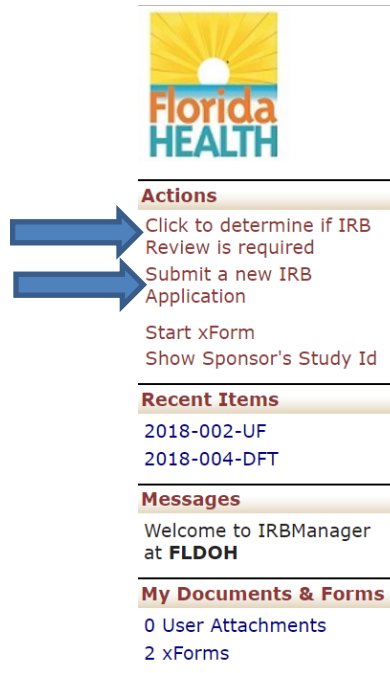 Florida
HEALTH
Actions
Click to determine if IRB
Review is required
Submit a new IRB
Application
Start xForm
Show Sponsor's Study Id
Recent Items
2018-002-UF
2018-004-DFT
Messages
Welcome to IRBManager
at FLDOH
My Documents & Forms
0 User Attachments
2 xForms